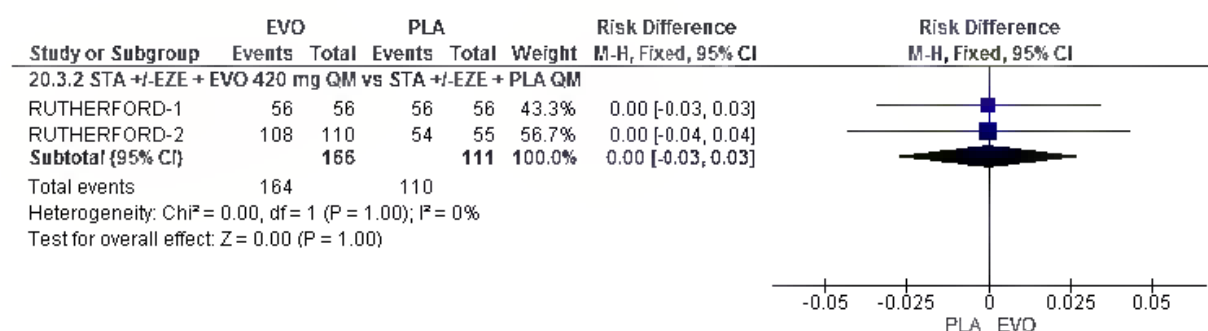 EVO PLA Risk Difference Risk Difference
Study or Subgroup Events Total Events Total Weight M-H, Fixed, 95% CI M-H, Fixed, 95% CI
20.3.2 STA +/-EZE + EVO 420 mg QM vs STA +/-EZE + PLA QM
RUTHERFORD-1 56 56 56 56 43.3% 0.00 [-0.03, 0.03]
RUTHERFORD-2 108 110 54 55 56.7% 0.00 [-0.04, 0.04]
Subtotal (95% CI) 166 111 100.0% 0.00 [-0.03, 0.03]
Total events 164 110
Heterogeneity: Chi² = 0.00, df = 1 (P = 1.00); I² = 0%
Test for overall effect: Z = 0.00 (P = 1.00)
-0.05 -0.025 0 0.025 0.05
PLA EVO